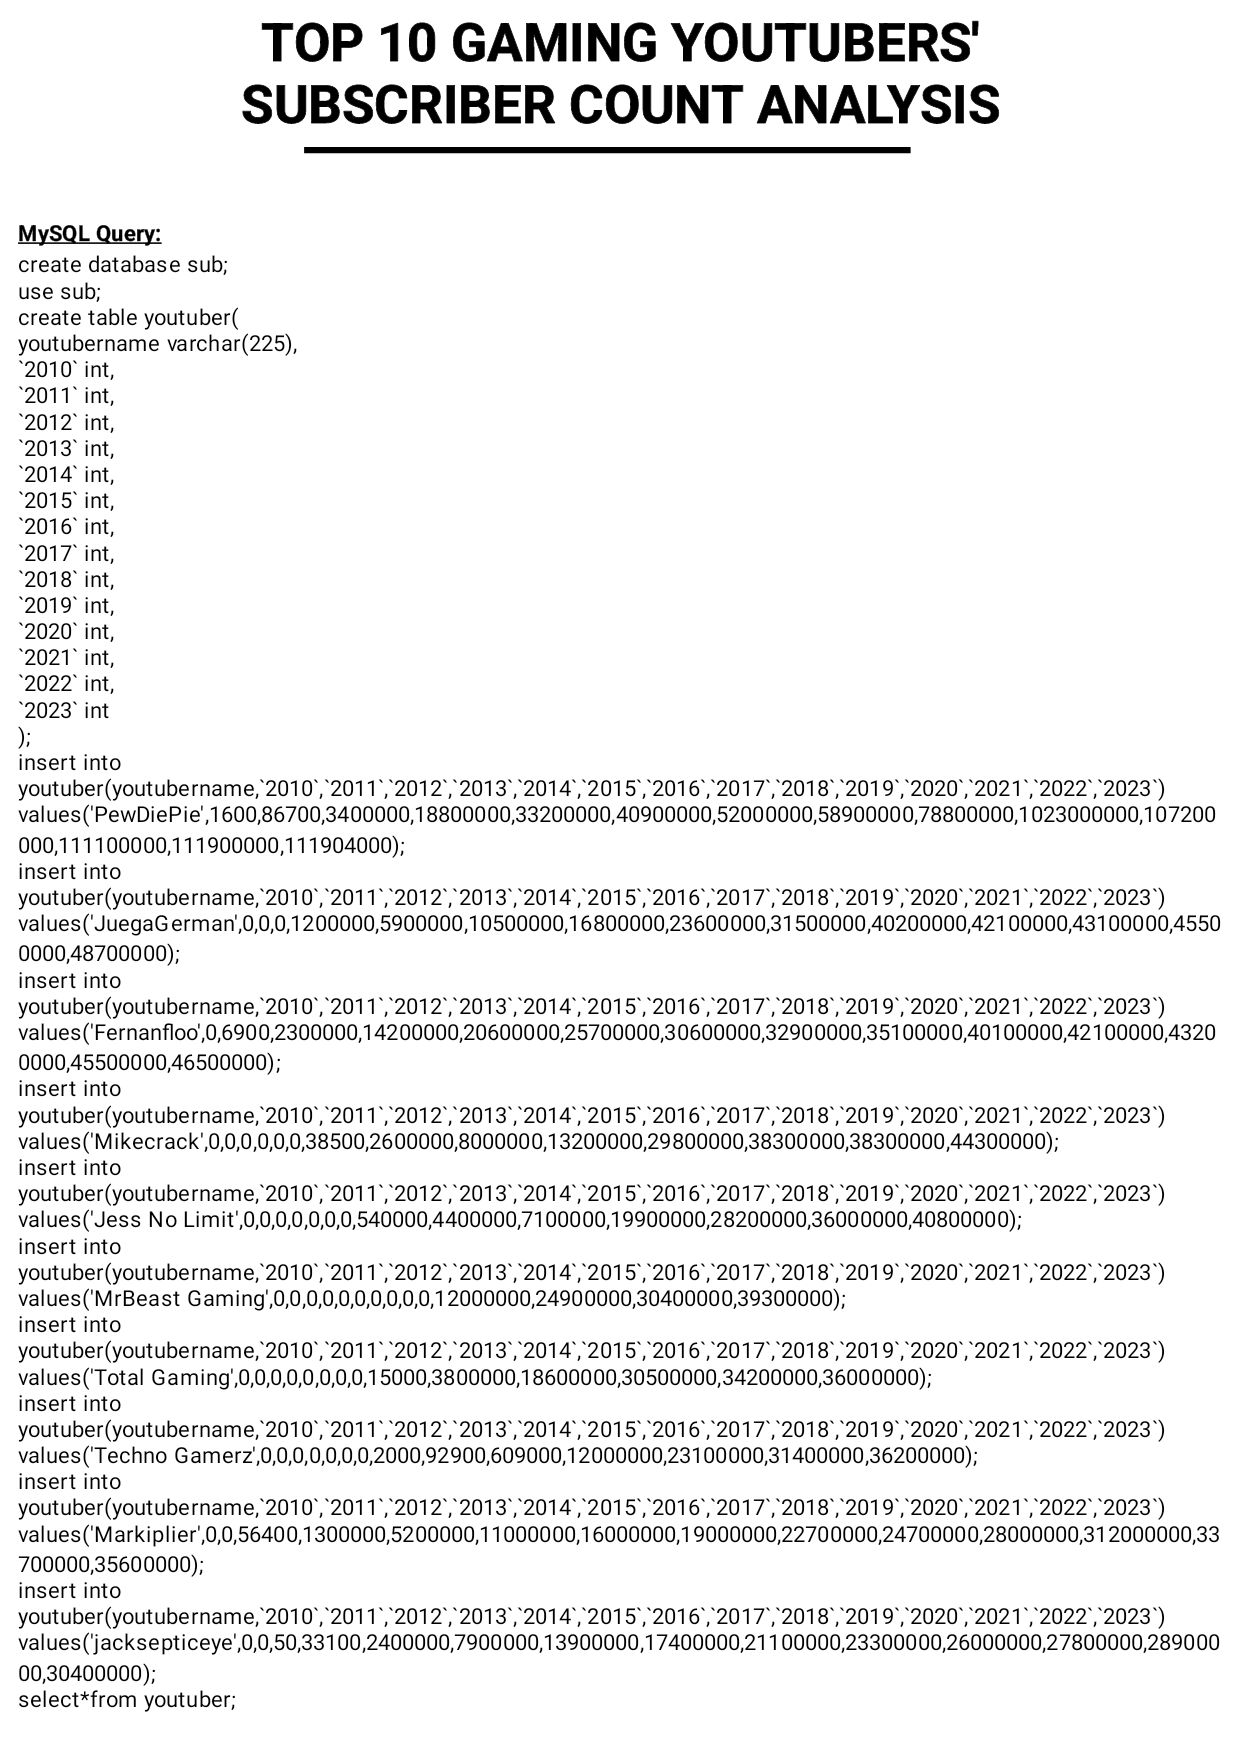 TOP 10 GAMING YOUTUBERS'
SUBSCRIBER COUNT ANALYSIS
MySQL Query:
create database sub;
use sub;
create table youtuber(
youtubername varchar(225),
`2010` int,
`2011` int,
`2012` int,
`2013` int,
`2014` int,
`2015` int,
`2016` int,
`2017` int,
`2018` int,
`2019` int,
`2020` int,
`2021` int,
`2022` int,
`2023` int
);
insert into
youtuber(youtubername,`2010`,`2011`,`2012`,`2013`,`2014`,`2015`,`2016`,`2017`,`2018`,`2019`,`2020`,`2021`,`2022`,`2023`)
values('PewDiePie',1600,86700,3400000,18800000,33200000,40900000,52000000,58900000,78800000,1023000000,107200
000,111100000,111900000,111904000);
insert into
youtuber(youtubername,`2010`,`2011`,`2012`,`2013`,`2014`,`2015`,`2016`,`2017`,`2018`,`2019`,`2020`,`2021`,`2022`,`2023`)
values('JuegaGerman',0,0,0,1200000,5900000,10500000,16800000,23600000,31500000,40200000,42100000,43100000,4550
0000,48700000);
insert into
youtuber(youtubername,`2010`,`2011`,`2012`,`2013`,`2014`,`2015`,`2016`,`2017`,`2018`,`2019`,`2020`,`2021`,`2022`,`2023`)
values('Fernanfloo',0,6900,2300000,14200000,20600000,25700000,30600000,32900000,35100000,40100000,42100000,4320
0000,45500000,46500000);
insert into
youtuber(youtubername,`2010`,`2011`,`2012`,`2013`,`2014`,`2015`,`2016`,`2017`,`2018`,`2019`,`2020`,`2021`,`2022`,`2023`)
values('Mikecrack',0,0,0,0,0,0,38500,2600000,8000000,13200000,29800000,38300000,38300000,44300000);
insert into
youtuber(youtubername,`2010`,`2011`,`2012`,`2013`,`2014`,`2015`,`2016`,`2017`,`2018`,`2019`,`2020`,`2021`,`2022`,`2023`)
values('Jess No Limit',0,0,0,0,0,0,0,540000,4400000,7100000,19900000,28200000,36000000,40800000);
insert into
youtuber(youtubername,`2010`,`2011`,`2012`,`2013`,`2014`,`2015`,`2016`,`2017`,`2018`,`2019`,`2020`,`2021`,`2022`,`2023`)
values('MrBeast Gaming',0,0,0,0,0,0,0,0,0,0,12000000,24900000,30400000,39300000);
insert into
youtuber(youtubername,`2010`,`2011`,`2012`,`2013`,`2014`,`2015`,`2016`,`2017`,`2018`,`2019`,`2020`,`2021`,`2022`,`2023`)
values('Total Gaming',0,0,0,0,0,0,0,0,15000,3800000,18600000,30500000,34200000,36000000);
insert into
youtuber(youtubername,`2010`,`2011`,`2012`,`2013`,`2014`,`2015`,`2016`,`2017`,`2018`,`2019`,`2020`,`2021`,`2022`,`2023`)
values('Techno Gamerz',0,0,0,0,0,0,0,2000,92900,609000,12000000,23100000,31400000,36200000);
insert into
youtuber(youtubername,`2010`,`2011`,`2012`,`2013`,`2014`,`2015`,`2016`,`2017`,`2018`,`2019`,`2020`,`2021`,`2022`,`2023`)
values('Markiplier',0,0,56400,1300000,5200000,11000000,16000000,19000000,22700000,24700000,28000000,312000000,33
700000,35600000);
insert into
youtuber(youtubername,`2010`,`2011`,`2012`,`2013`,`2014`,`2015`,`2016`,`2017`,`2018`,`2019`,`2020`,`2021`,`2022`,`2023`)
values('jacksepticeye',0,0,50,33100,2400000,7900000,13900000,17400000,21100000,23300000,26000000,27800000,289000
00,30400000);
select*from youtuber;